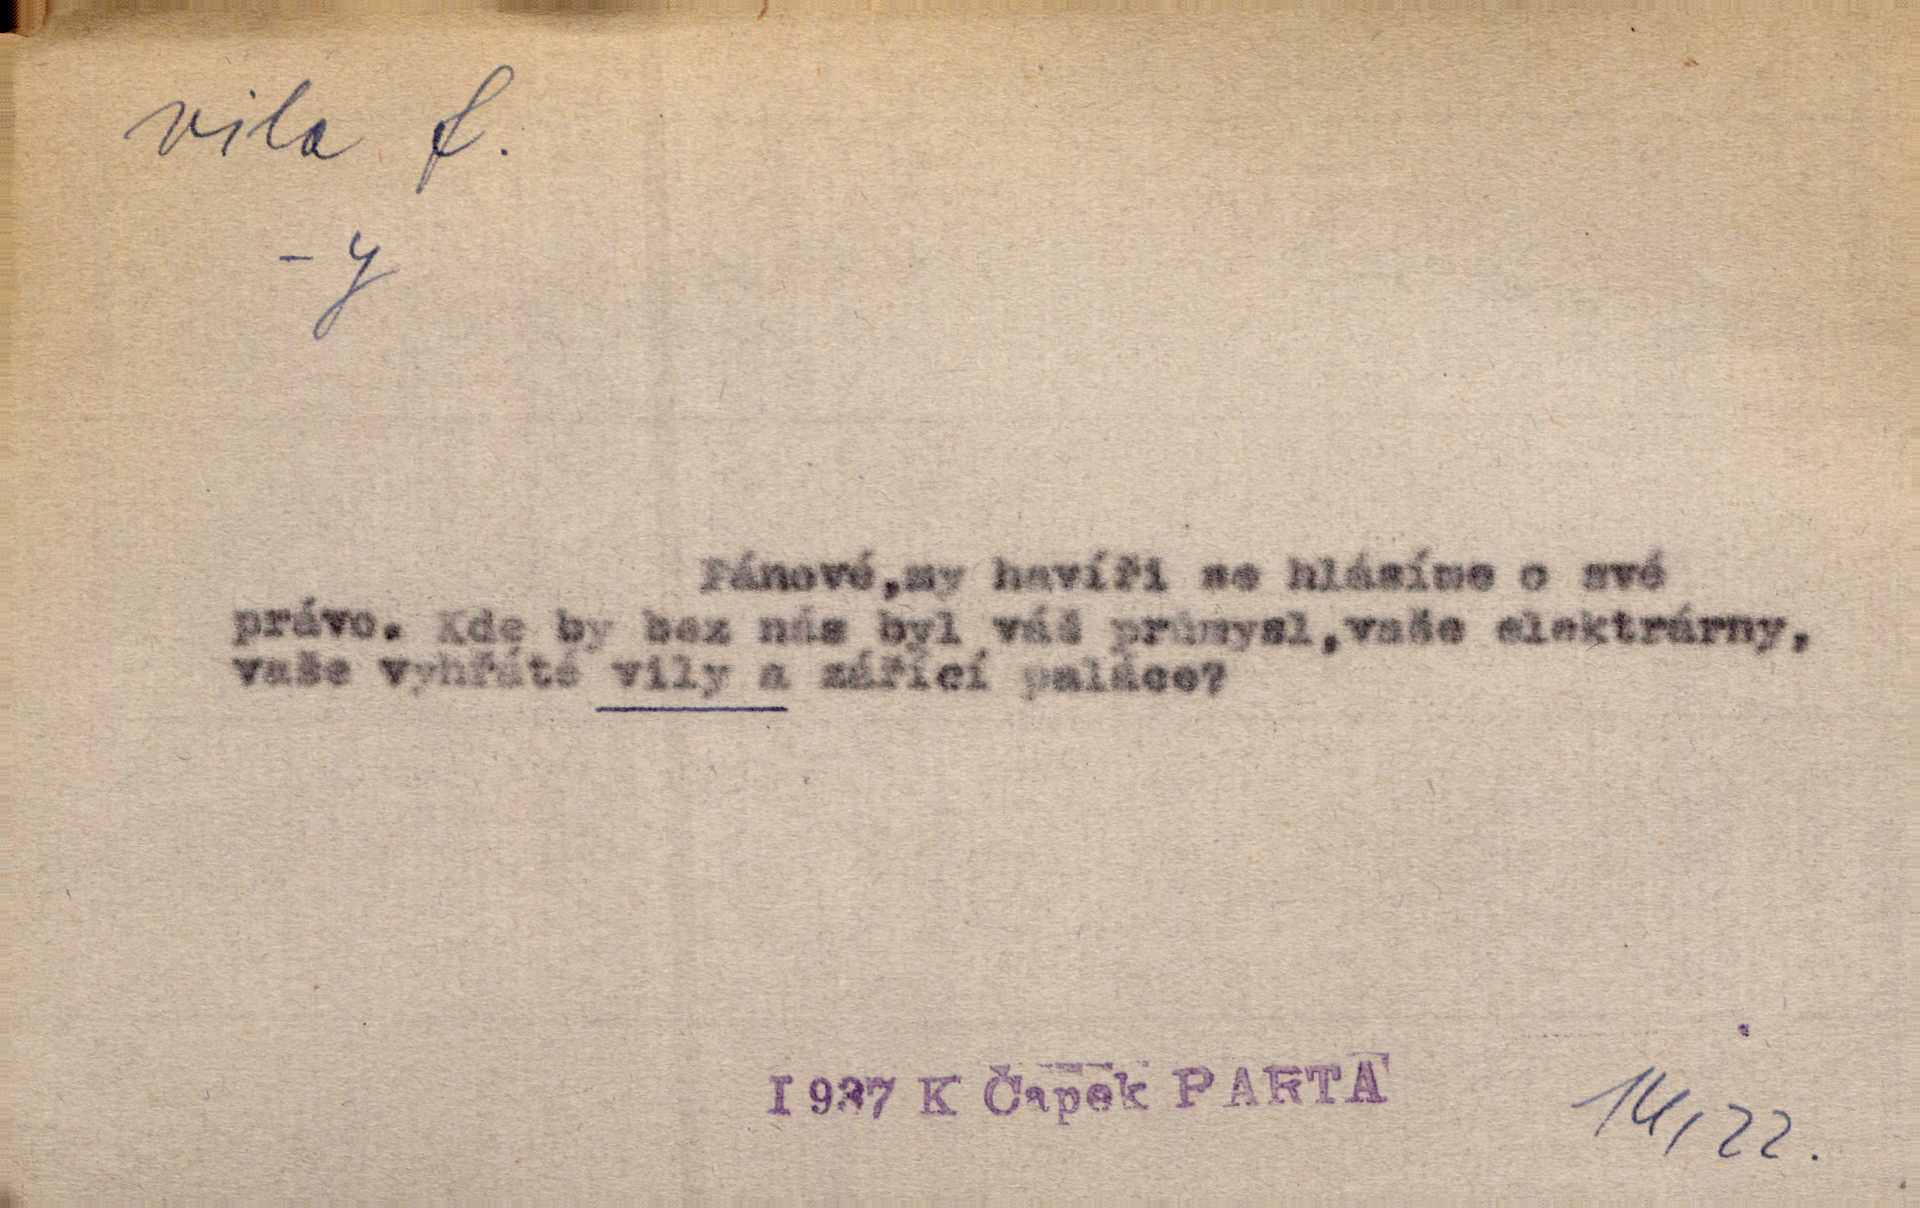 vila f.
-y
Pánové,my havíři se hlásíme o své
právo. Kde by bez nás byl váš průmysl,vaše elektrárny,
vaše vyhřáté vily a zářící paláce?
1937 K Čapek PARTA
14, 22.